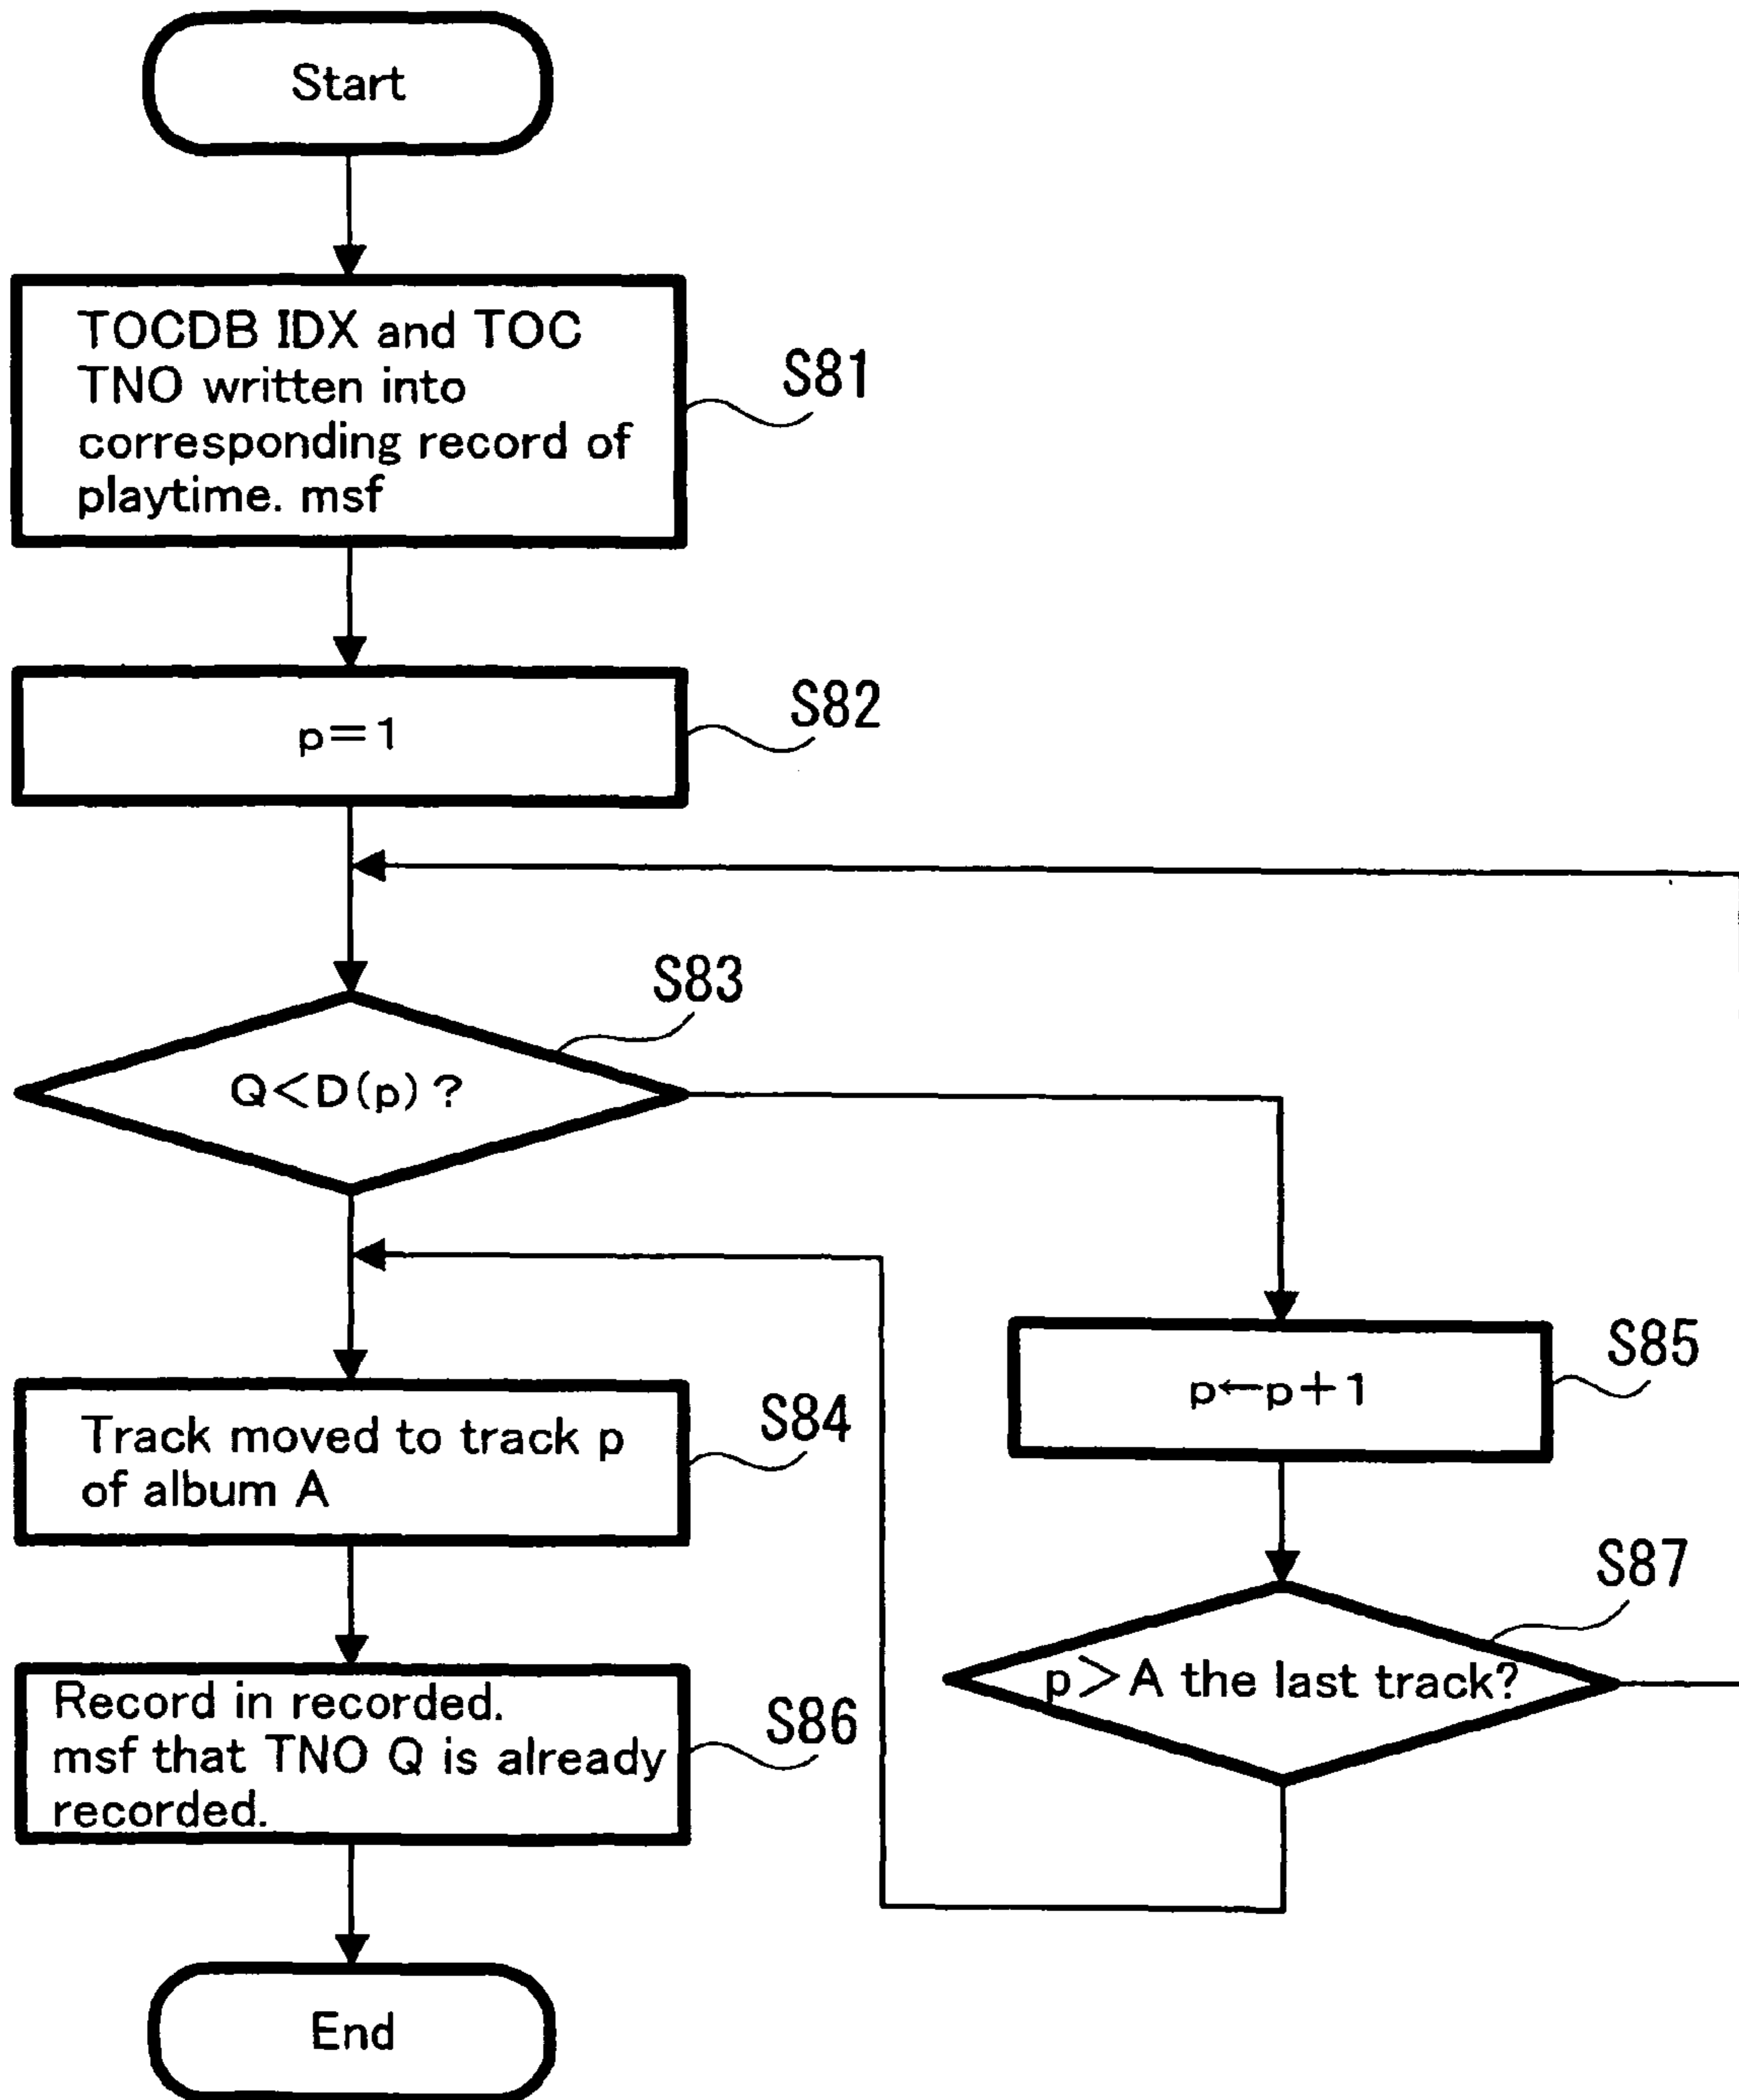 Start
TOCDB IDX and TOC
TNO written into
corresponding record of
playtime. msf
S81
p=1
S82
S83
Q<D(p)?
Track moved to track p
of album A
S84
p←p+1
S85
Record in recorded.
msf that TNO Q is already
recorded.
S86
S87
p>A the last track?
End